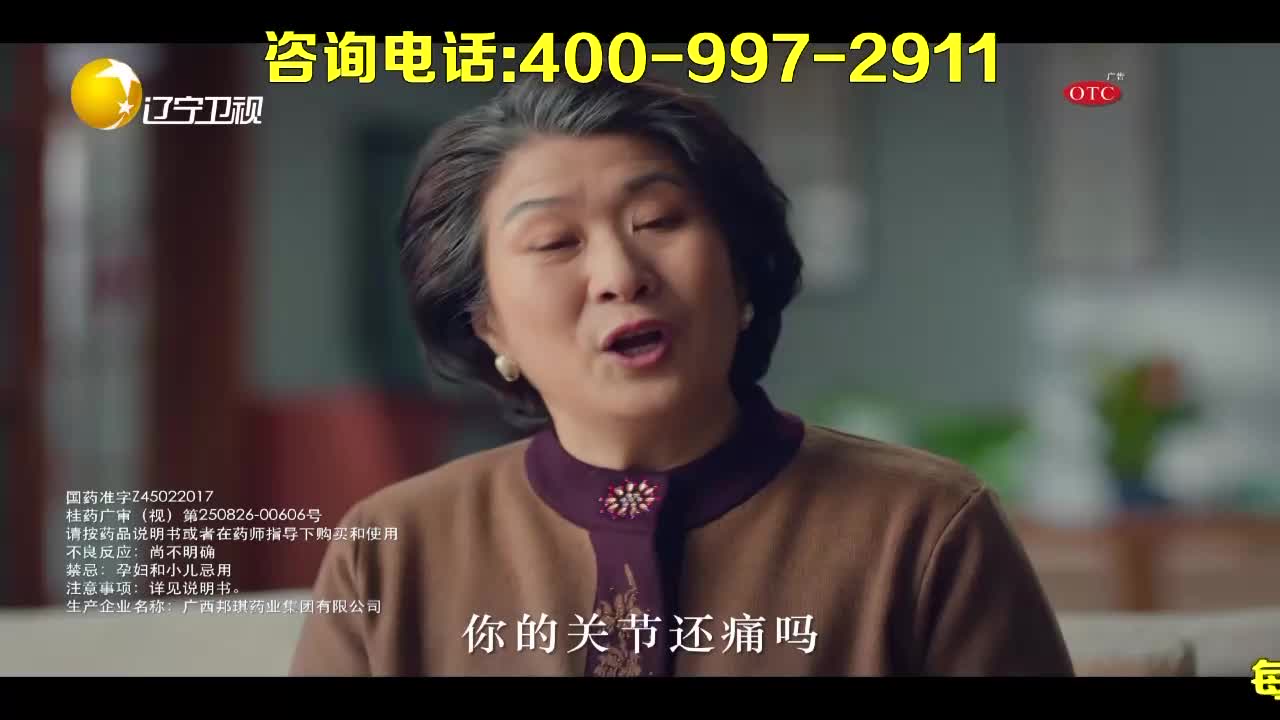 咨询电话:400-997-2911
辽宁卫视
广告
OTC
国药准字Z45022017
桂药广审（视）第250826-00606号
请按药品说明书或者在药师指导下购买和使用
不良反应：尚不明确
禁忌：孕妇和小儿忌用
注意事项：详见说明书。
生产企业名称：广西邦琪药业集团有限公司
你的关节还痛吗
每